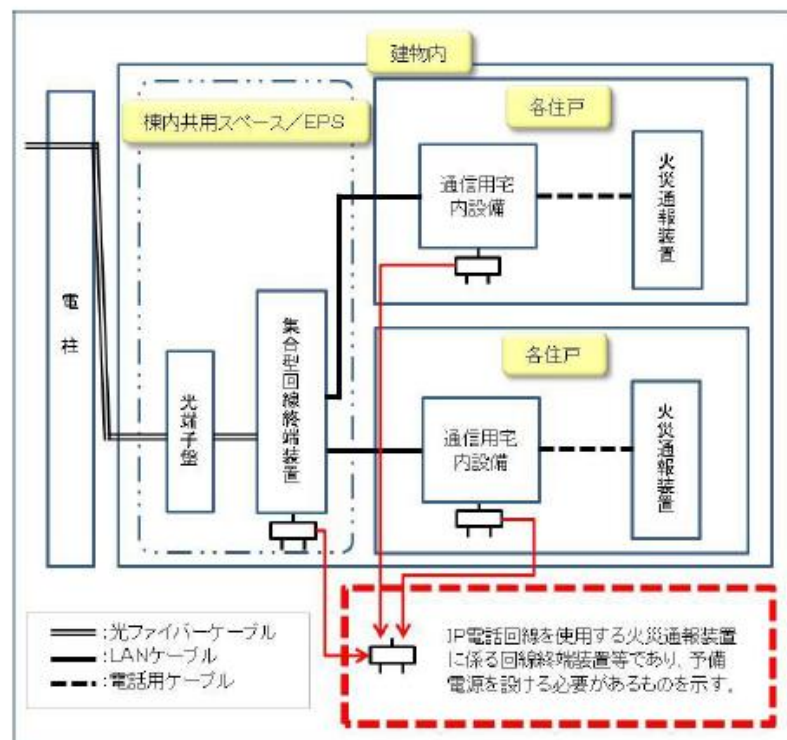 建物内
棟内共用スペース／EPS
各住戸
通信用宅
内設備
火災通報装置
電柱
光端子盤
集合型回線終端装置
各住戸
通信用宅
内設備
火災通報装置
:光ファイバーケーブル
:LANケーブル
:電話用ケーブル
IP電話回線を使用する火災通報装置
に係る回線終端装置等であり、予備
電源を設ける必要があるものを示す。